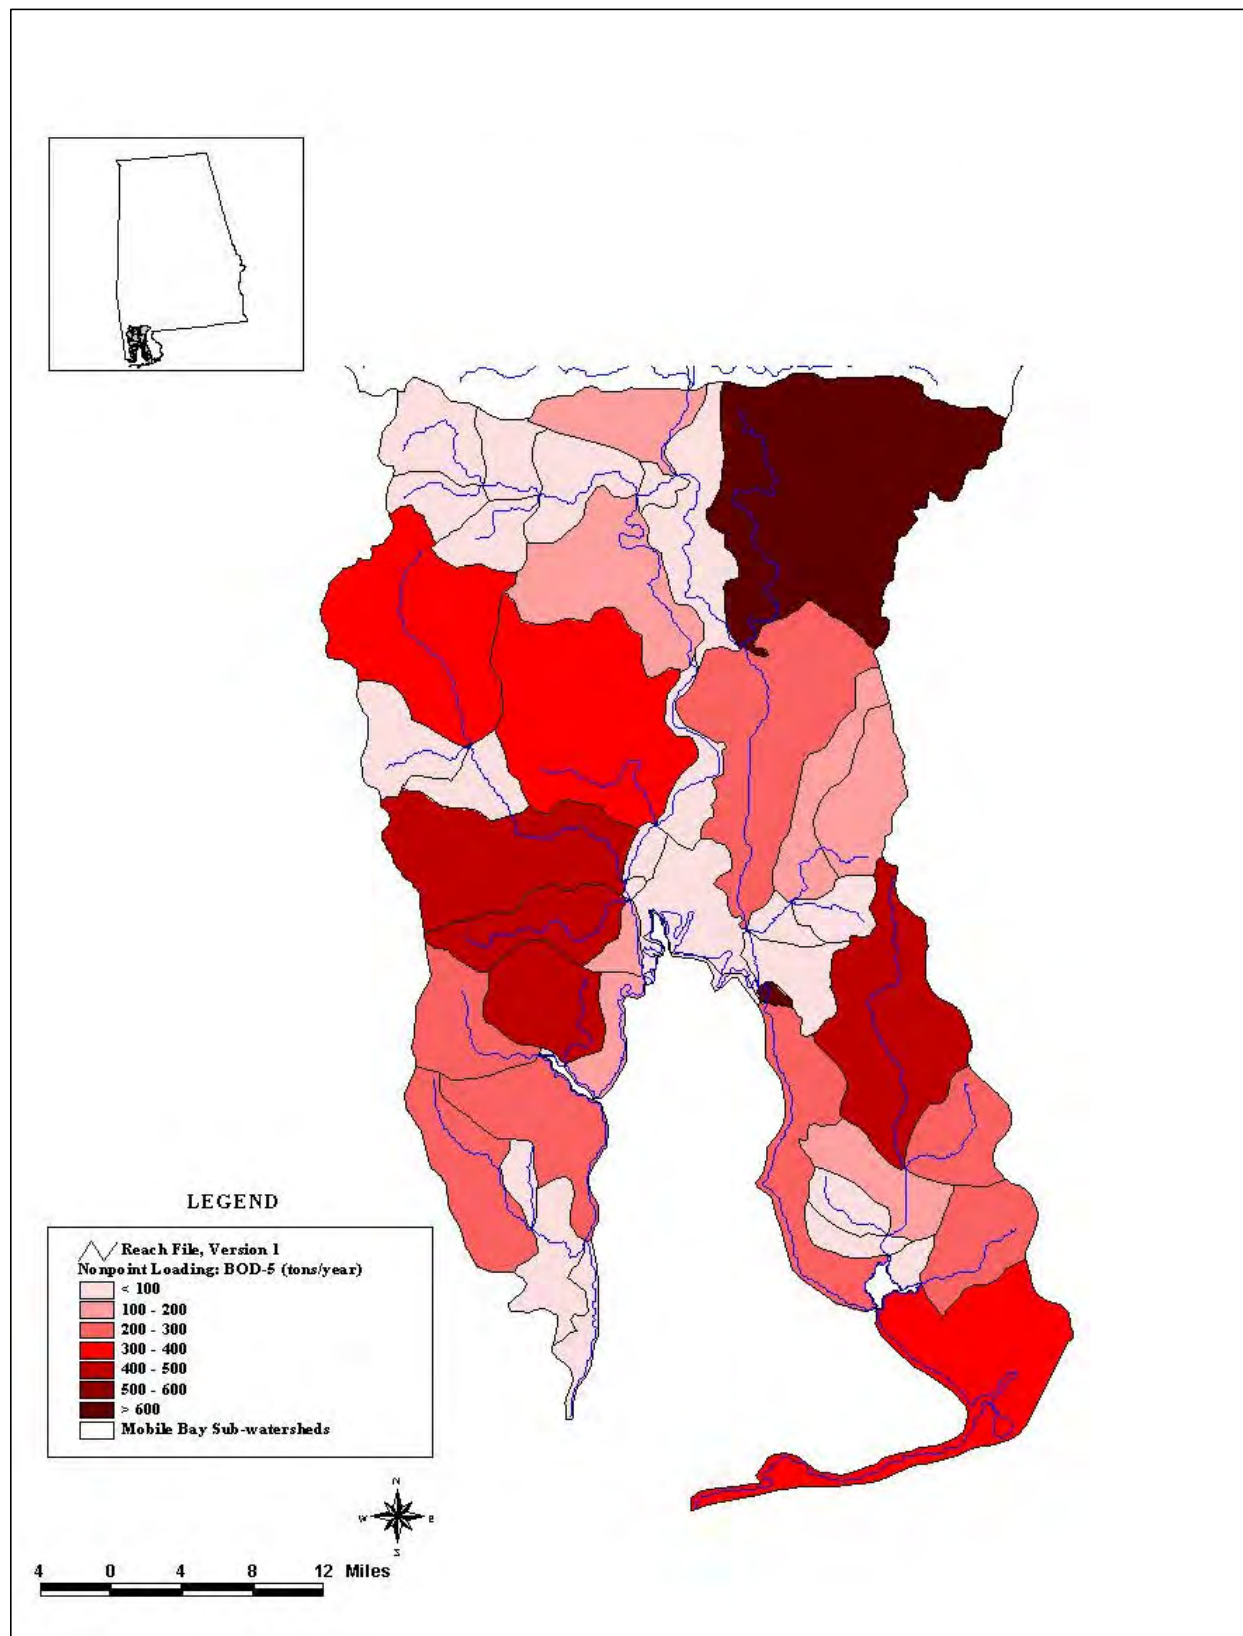 LEGEND
Reach File, Version 1
Nonpoint Loading: BOD-5 (tons/year)
< 100
100 - 200
200 - 300
300 - 400
400 - 500
500 - 600
> 600
Mobile Bay Sub-watersheds
N
W E
S
4 0 4 8 12 Miles